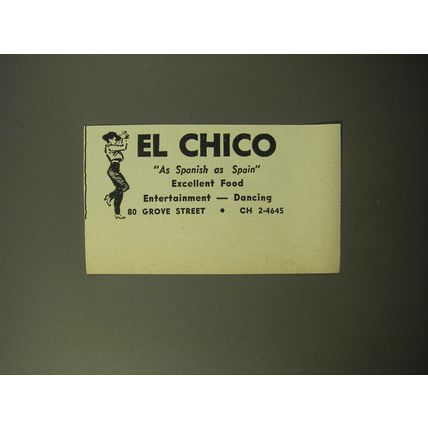 EL CHICO
"As Spanish as Spain"
Excellent Food
Entertainment — Dancing
80 GROVE STREET • CH 2-4645